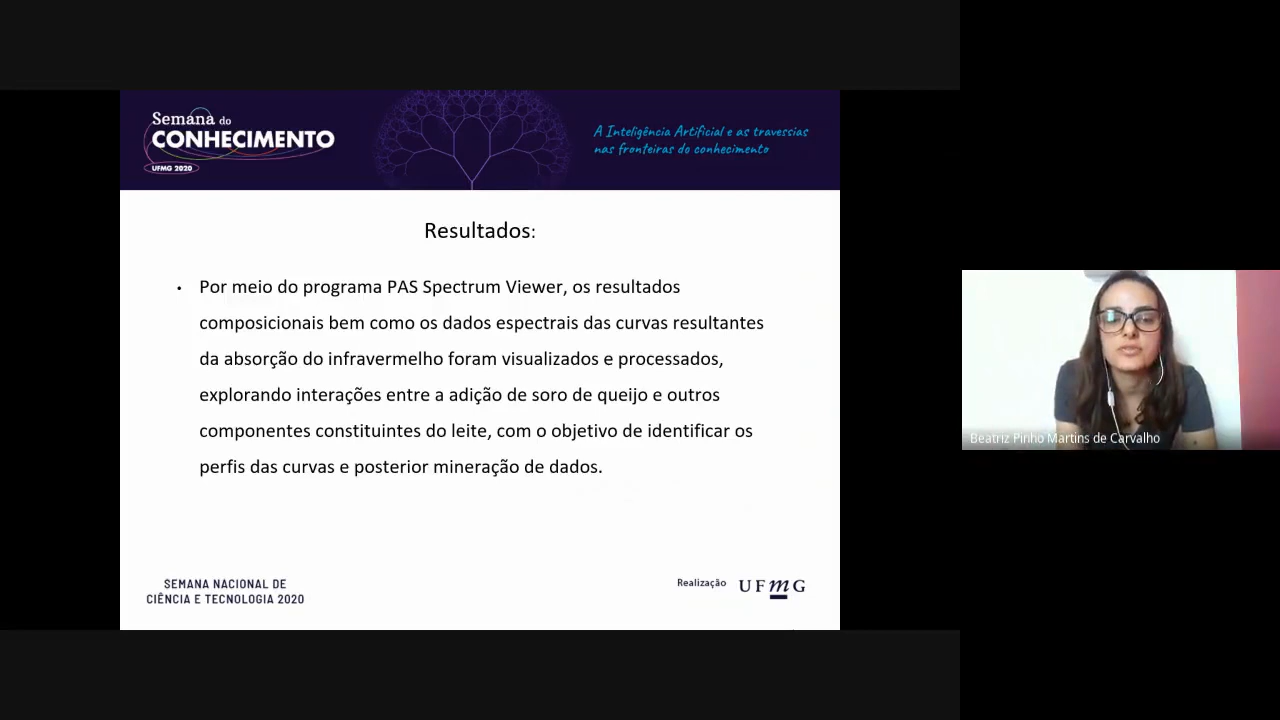 Semana do
CONHECIMENTO
UFMG 2020
A Inteligência Artificial e as travessias
nas fronteiras do conhecimento
Resultados:
• Por meio do programa PAS Spectrum Viewer, os resultados
composicionais bem como os dados espectrais das curvas resultantes
da absorção do infravermelho foram visualizados e processados,
explorando interações entre a adição de soro de queijo e outros
componentes constituintes do leite, com o objetivo de identificar os
perfis das curvas e posterior mineração de dados.
Beatriz Pinho Martins de Carvalho
SEMANA NACIONAL DE
CIÊNCIA E TECNOLOGIA 2020
Realização
UFmG